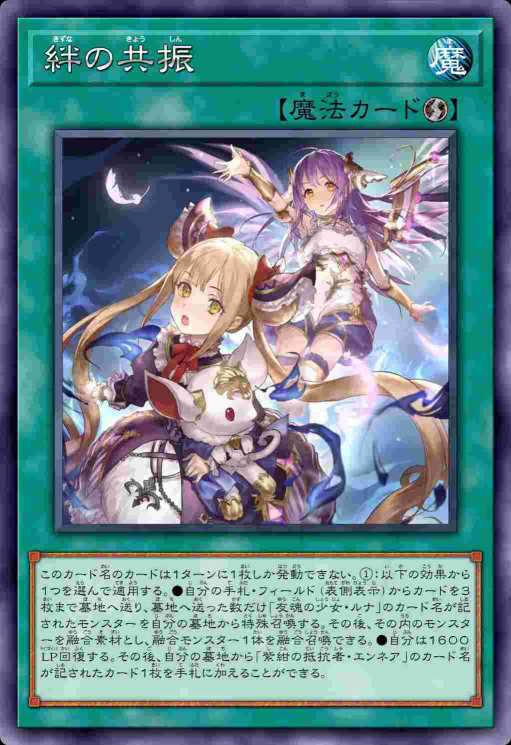 絆の共振
魔
【魔法カード】
このカード名のカードは1ターンに1枚しか発動できない。①:以下の効果から
1つを選んで適用する。●自分の手札・フィールド(表側表示)からカードを3
枚まで墓地へ送り、墓地へ送った数だけ「友魂の少女・ルナ」のカード名が記
されたモンスターを自分の墓地から特殊召喚する。その後、その内のモンスタ
ーを融合素材とし、融合モンスター1体を融合召喚できる。●自分は1600
LP回復する。その後、自分の墓地から「紫紺の抵抗者・エンネア」のカード名
が記されたカード1枚を手札に加えることができる。